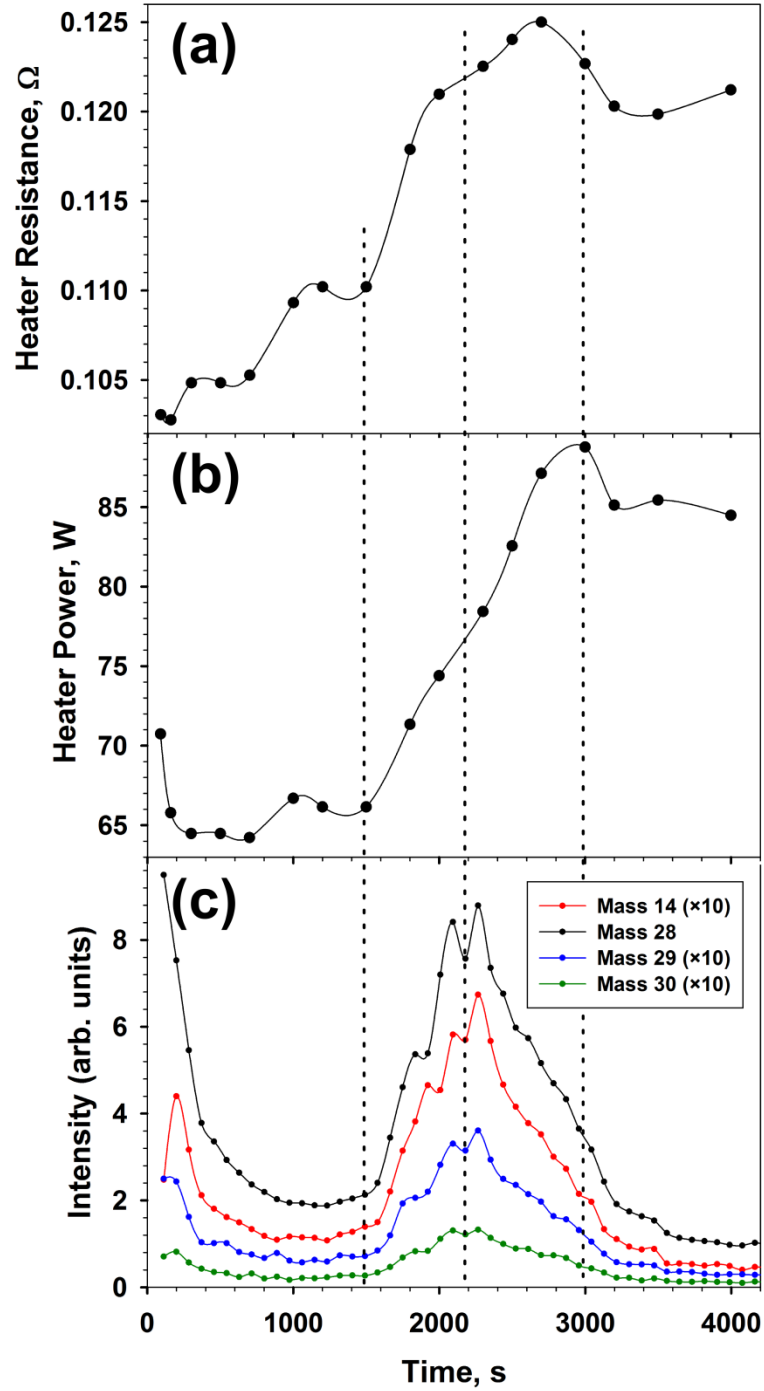 (a)
0.125
0.120
0.115
0.110
0.105
Heater Resistance, Ω
(b)
85
80
75
70
65
Heater Power, W
(c)
Mass 14 (×10)
Mass 28
Mass 29 (×10)
Mass 30 (×10)
8
6
4
2
0
Intensity (arb. units)
0 1000 2000 3000 4000
Time, s